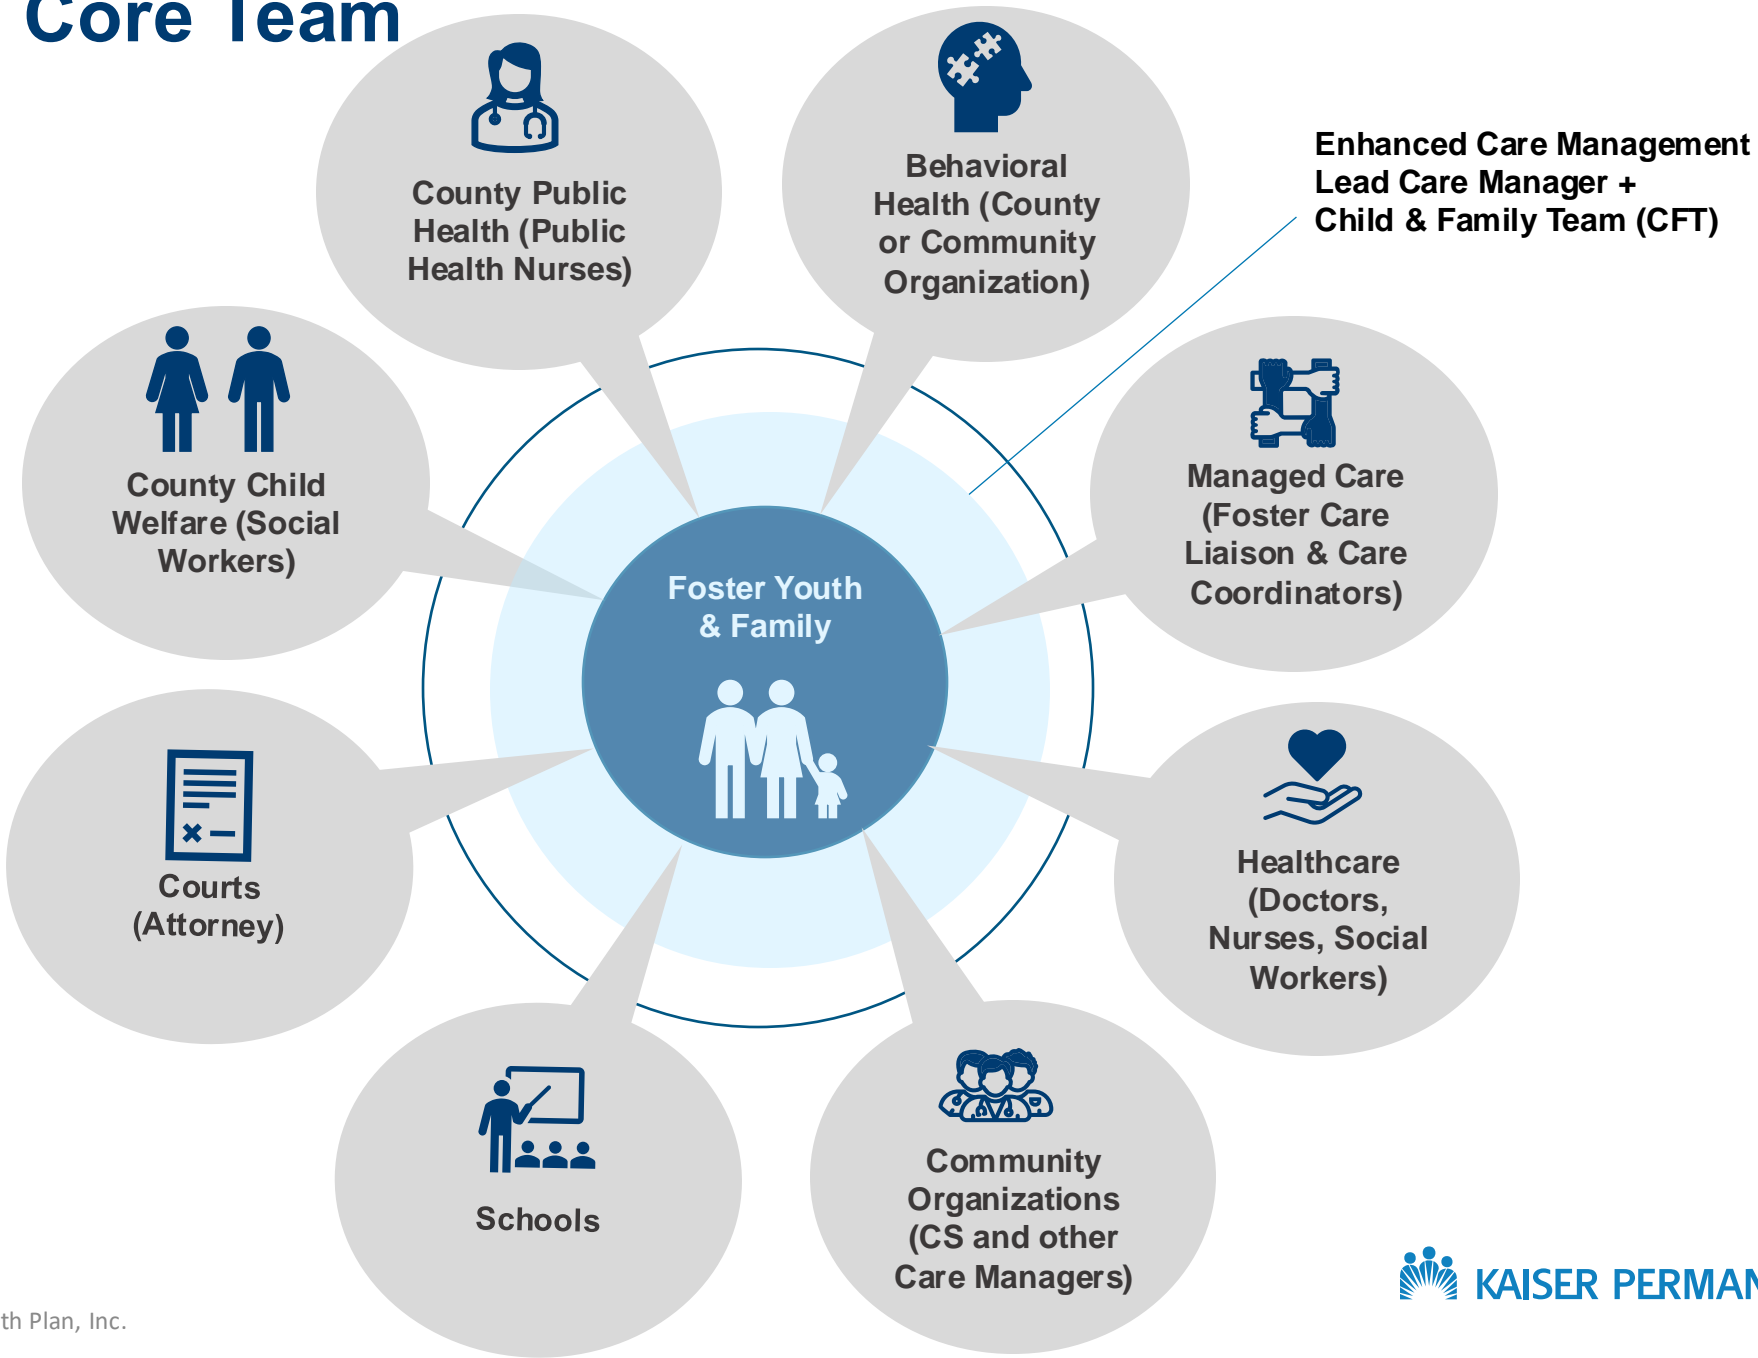 Core Team
County Public
Health (Public
Health Nurses)
Behavioral
Health (County
or Community
Organization)
Enhanced Care Management
Lead Care Manager +
Child & Family Team (CFT)
County Child
Welfare (Social
Workers)
Managed Care
(Foster Care
Liaison & Care
Coordinators)
Foster Youth
& Family
Courts
(Attorney)
Healthcare
(Doctors,
Nurses, Social
Workers)
Schools
Community
Organizations
(CS and other
Care Managers)
KAISER PERMAN
th Plan, Inc.